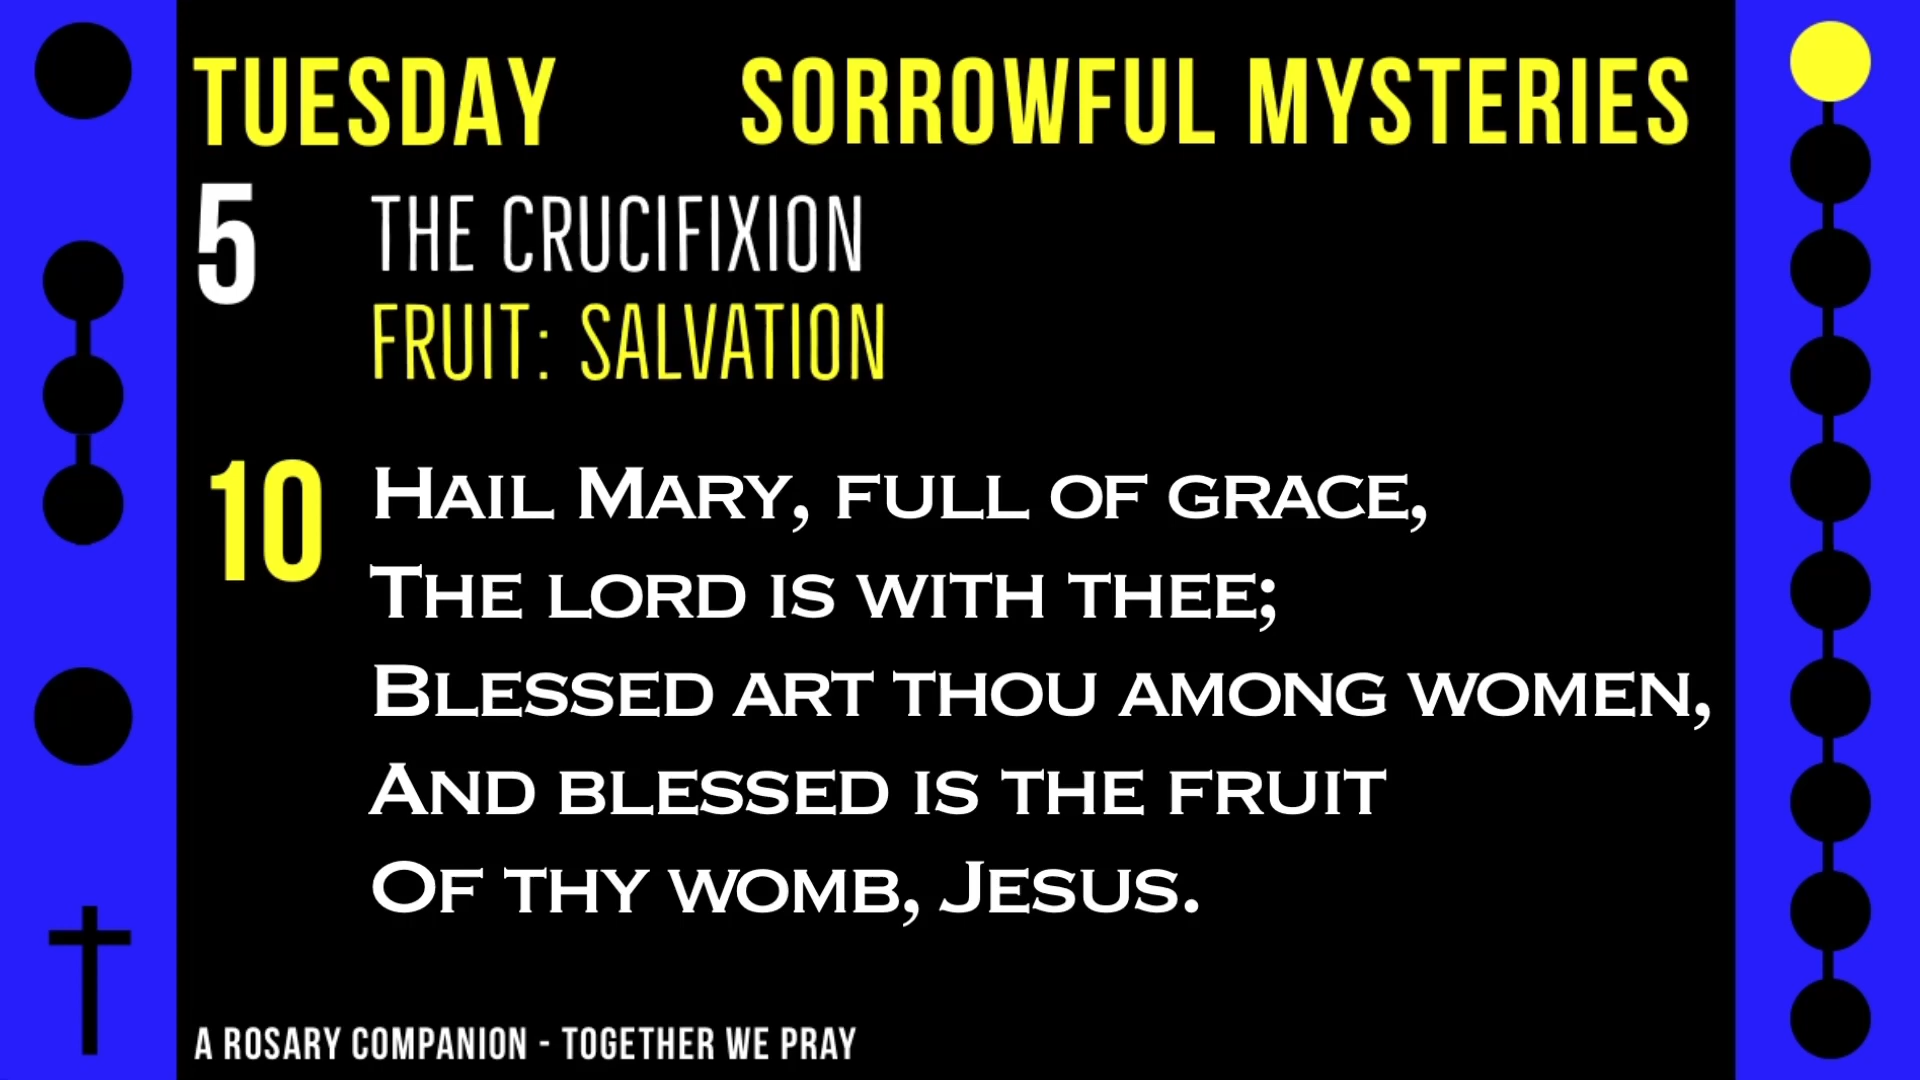 TUESDAY SORROWFUL MYSTERIES
5 THE CRUCIFIXION
FRUIT: SALVATION
10 HAIL MARY, FULL OF GRACE,
THE LORD IS WITH THEE;
BLESSED ART THOU AMONG WOMEN,
AND BLESSED IS THE FRUIT
OF THY WOMB, JESUS.
A ROSARY COMPANION - TOGETHER WE PRAY